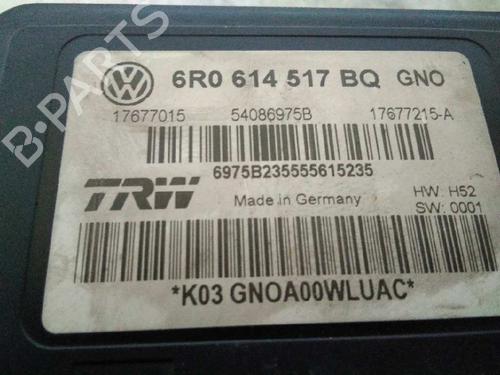 B-PARTS
VW 6R0 614 517 BQ GNO
17677015 54086975B 17677215-A
6975B235555615235
TRW Made in Germany HW: H52
SW: 0001
*K03 GNOA00WLUAC*